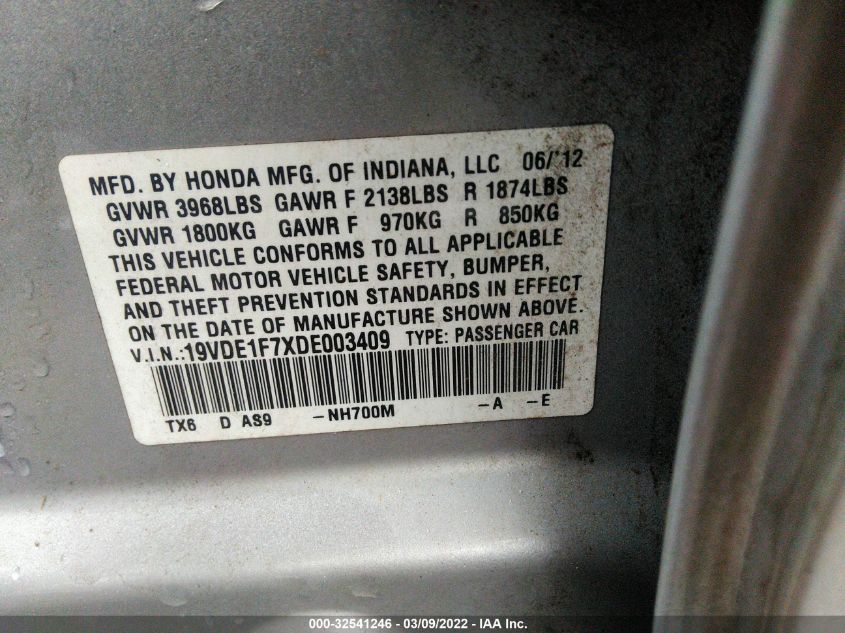 MFD. BY HONDA MFG. OF INDIANA, LLC 06/'12
GVWR 3968LBS GAWR F 2138LBS R 1874LBS
GVWR 1800KG GAWR F 970KG R 850KG
THIS VEHICLE CONFORMS TO ALL APPLICABLE
FEDERAL MOTOR VEHICLE SAFETY, BUMPER,
AND THEFT PREVENTION STANDARDS IN EFFECT
ON THE DATE OF MANUFACTURE SHOWN ABOVE.
V.I.N.:19VDE1F7XDE003409 TYPE: PASSENGER CAR
TX6 D AS9 -NH700M -A -E
000-32541246 - 03/09/2022 - IAA Inc.